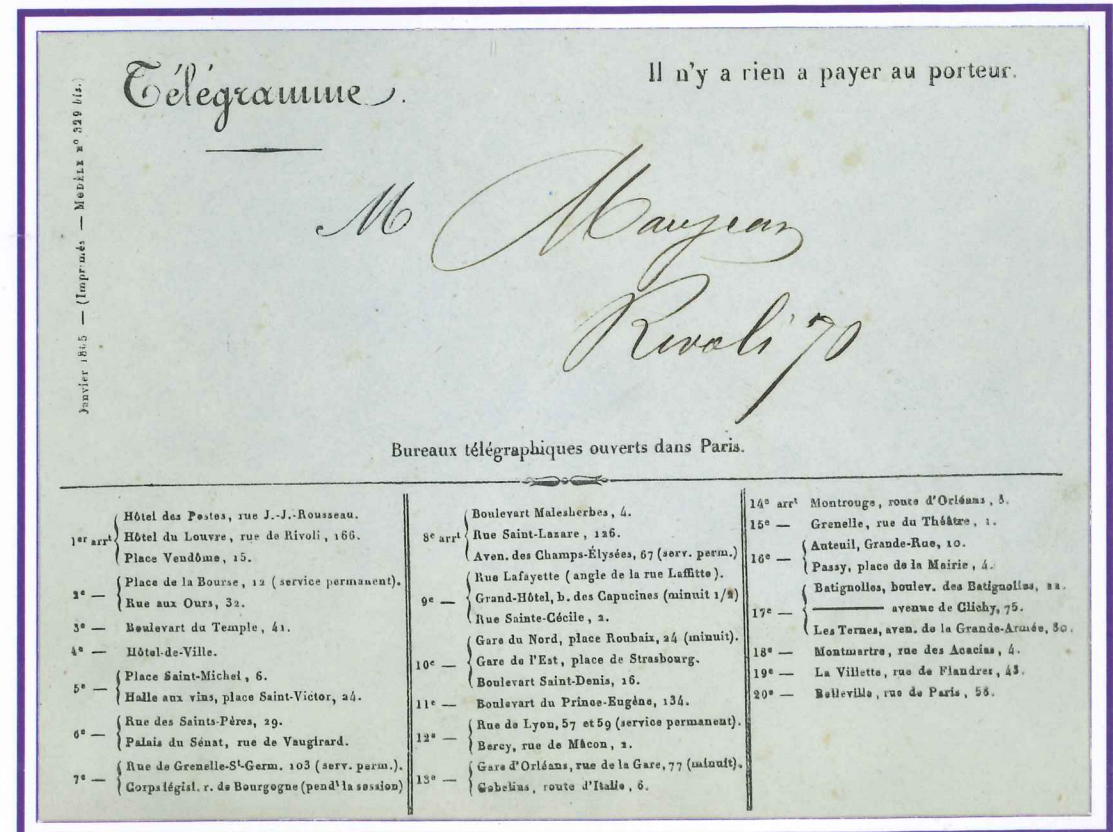 Janvier 1865 — (Imprimés — MODÈLE n° 329 bis.)
Télégramme.
Il n'y a rien a payer au porteur.
M Maujean
Rivoli 70
Bureaux télégraphiques ouverts dans Paris.
1er arrt
Hôtel des Postes, rue J.-J.-Rousseau.
Hôtel du Louvre, rue de Rivoli, 166.
Place Vendôme, 15.
2e —
Place de la Bourse, 12 (service permanent).
Rue aux Ours, 32.
3e — Boulevart du Temple, 41.
4e — Hôtel-de-Ville.
5e —
Place Saint-Michel, 6.
Halle aux vins, place Saint-Victor, 24.
6e —
Rue des Saints-Pères, 29.
Palais du Sénat, rue de Vaugirard.
7e —
Rue de Grenelle-St-Germ. 103 (serv. perm.).
Corps législ. r. de Bourgogne (pendt la session)
8e arrt
Boulevart Malesherbes, 4.
Rue Saint-Lazare, 126.
Aven. des Champs-Élysées, 67 (serv. perm.)
9e —
Rue Lafayette (angle de la rue Laffitte).
Grand-Hôtel, b. des Capucines (minuit 1/2)
Rue Sainte-Cécile, 2.
10e —
Gare du Nord, place Roubaix, 24 (minuit).
Gare de l'Est, place de Strasbourg.
Boulevart Saint-Denis, 16.
11e — Boulevart du Prince-Eugène, 134.
12e —
Rue de Lyon, 57 et 59 (service permanent).
Bercy, rue de Mâcon, 2.
13e —
Gare d'Orléans, rue de la Gare, 77 (minuit).
Gobelins, route d'Italie, 6.
14e arrt Montrouge, route d'Orléans, 8.
15e — Grenelle, rue du Théâtre, 1.
16e —
Auteuil, Grande-Rue, 10.
Passy, place de la Mairie, 4.
17e —
Batignolles, boulev. des Batignolles, 22.
——— avenue de Clichy, 75.
Les Ternes, aven. de la Grande-Armée, 80.
18e — Montmartre, rue des Acacias, 4.
19e — La Villette, rue de Flandres, 43.
20e — Belleville, rue de Paris, 58.